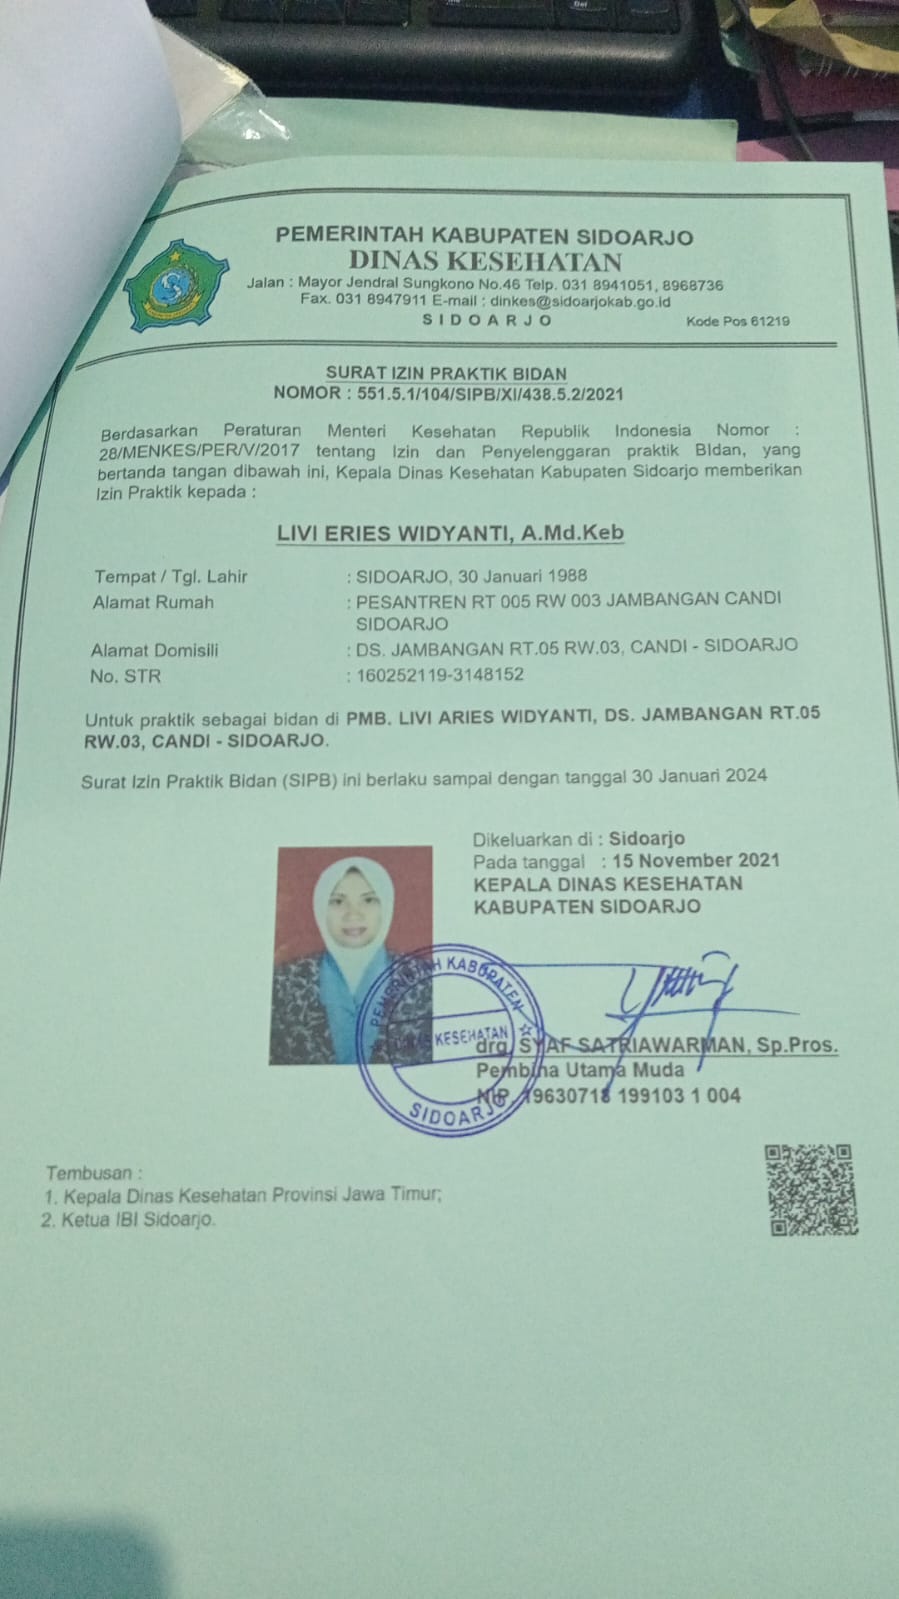 PEMERINTAH KABUPATEN SIDOARJO
DINAS KESEHATAN
Jalan : Mayor Jendral Sungkono No.46 Telp. 031 8941051, 8968736
Fax. 031 8947911 E-mail : dinkes@sidoarjokab.go.id
SIDOARJO
Kode Pos 61219
SURAT IZIN PRAKTIK BIDAN
NOMOR : 551.5.1/104/SIPB/XI/438.5.2/2021
Berdasarkan Peraturan Menteri Kesehatan Republik Indonesia Nomor :
28/MENKES/PER/V/2017 tentang Izin dan Penyelenggaran praktik BIdan, yang
bertanda tangan dibawah ini, Kepala Dinas Kesehatan Kabupaten Sidoarjo memberikan
Izin Praktik kepada :
LIVI ERIES WIDYANTI, A.Md.Keb
Tempat / Tgl. Lahir : SIDOARJO, 30 Januari 1988
Alamat Rumah : PESANTREN RT 005 RW 003 JAMBANGAN CANDI
SIDOARJO
Alamat Domisili : DS. JAMBANGAN RT.05 RW.03, CANDI - SIDOARJO
No. STR : 160252119-3148152
Untuk praktik sebagai bidan di PMB. LIVI ARIES WIDYANTI, DS. JAMBANGAN RT.05
RW.03, CANDI - SIDOARJO.
Surat Izin Praktik Bidan (SIPB) ini berlaku sampai dengan tanggal 30 Januari 2024
Dikeluarkan di : Sidoarjo
Pada tanggal : 15 November 2021
KEPALA DINAS KESEHATAN
KABUPATEN SIDOARJO
PEMERINTAH KABUPATEN
DINAS KESEHATAN
SIDOARJO
drg. SYAF SATRIAWARMAN, Sp.Pros.
Pembina Utama Muda
NIP. 19630718 199103 1 004
Tembusan :
1. Kepala Dinas Kesehatan Provinsi Jawa Timur;
2. Ketua IBI Sidoarjo.